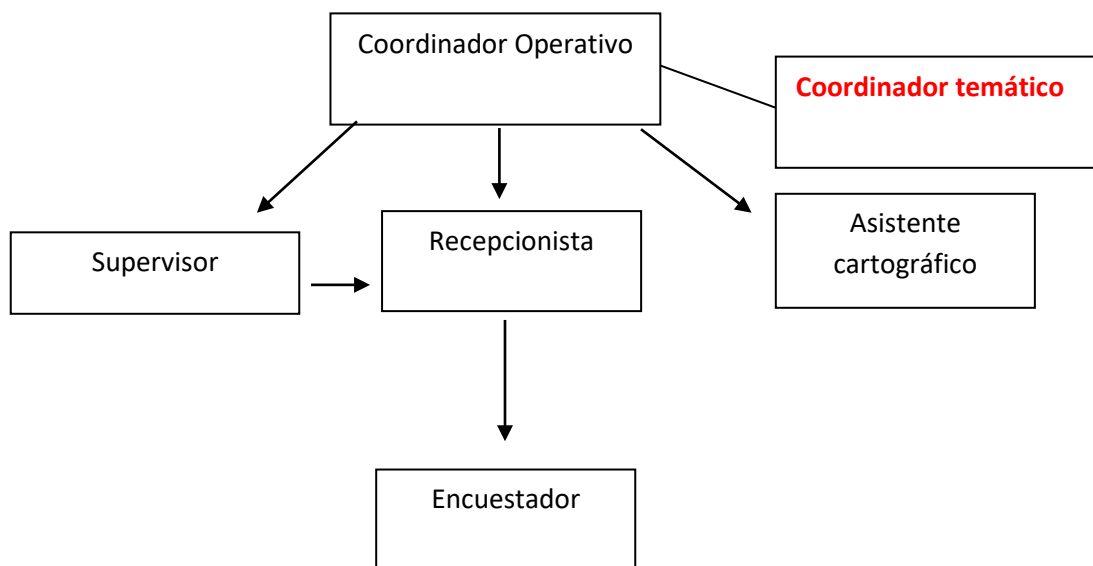 Coordinador Operativo
Coordinador temático
Supervisor
Recepcionista
Asistente
cartográfico
Encuestador